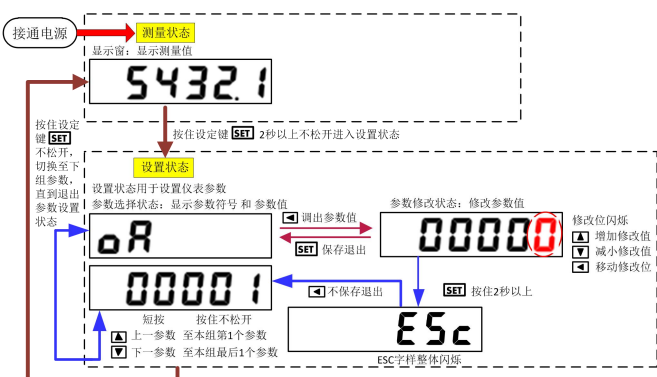 接通电源
测量状态
显示窗：显示测量值
5432.1
按住设定键 SET 2秒以上不松开进入设置状态
按住设定
键 SET
不松开，
切换至下
组参数，
直到退出
参数设置
状态
设置状态
设置状态用于设置仪表参数
参数选择状态：显示参数符号 和 参数值
oA
00001
短按 按住不松开
▲ 上一参数 至本组第1个参数
▼ 下一参数 至本组最后1个参数
◀ 调出参数值
SET 保存退出
参数修改状态：修改参数值
00000
修改位闪烁
▲ 增加修改值
▼ 减小修改值
◀ 移动修改位
◀ 不保存退出
SET 按住2秒以上
ESc
ESC字样整体闪烁